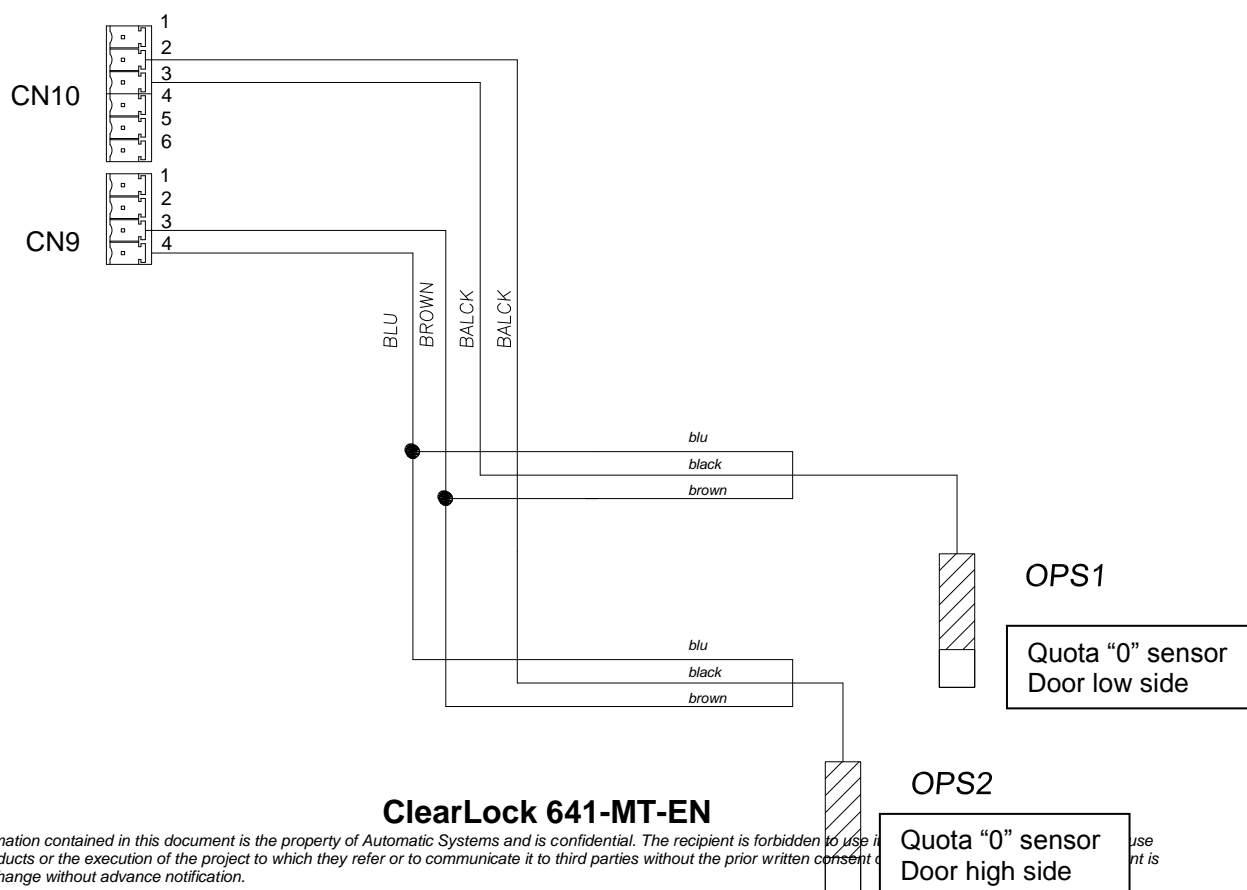 1
2
3
4
5
6
CN10
1
2
3
4
CN9
BLU
BROWN
BALCK
BALCK
blu
black
brown
OPS1
Quota “0” sensor
Door low side
blu
black
brown
OPS2
Quota “0” sensor
Door high side
ClearLock 641-MT-EN
mation contained in this document is the property of Automatic Systems and is confidential. The recipient is forbidden to use i use
ducts or the execution of the project to which they refer or to communicate it to third parties without the prior written consent nt is
hange without advance notification.